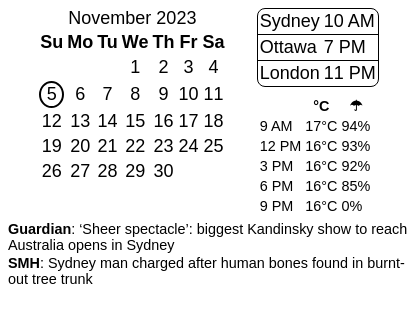 November 2023
Su Mo Tu We Th Fr Sa
1 2 3 4
5 6 7 8 9 10 11
12 13 14 15 16 17 18
19 20 21 22 23 24 25
26 27 28 29 30
Sydney 10 AM
Ottawa 7 PM
London 11 PM
°C ☂
9 AM 17°C 94%
12 PM 16°C 93%
3 PM 16°C 92%
6 PM 16°C 85%
9 PM 16°C 0%
Guardian: ‘Sheer spectacle’: biggest Kandinsky show to reach
Australia opens in Sydney
SMH: Sydney man charged after human bones found in burnt-
out tree trunk